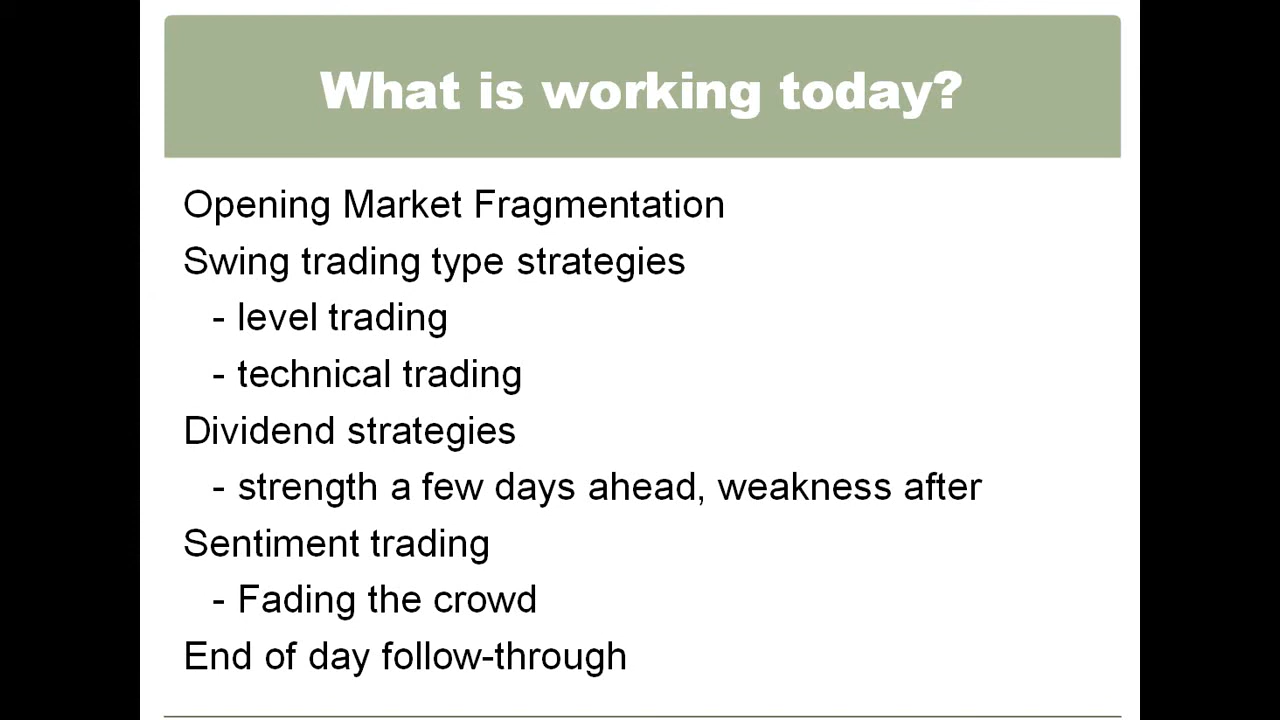 What is working today?
Opening Market Fragmentation
Swing trading type strategies
- level trading
- technical trading
Dividend strategies
- strength a few days ahead, weakness after
Sentiment trading
- Fading the crowd
End of day follow-through